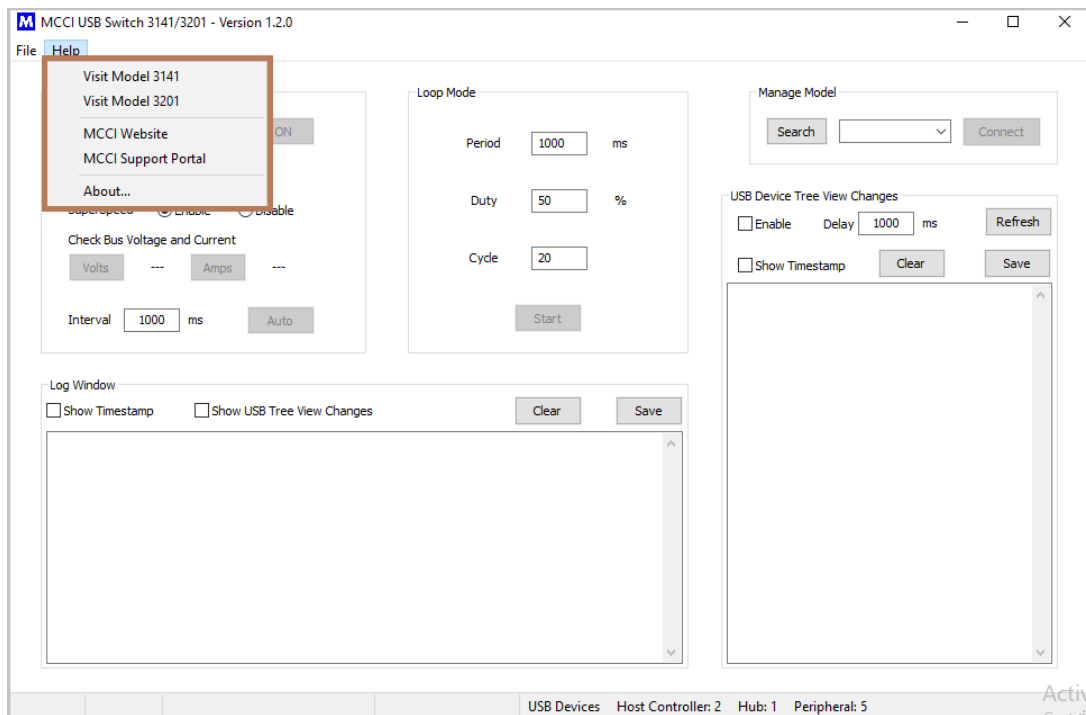 M MCCI USB Switch 3141/3201 - Version 1.2.0
File Help
Visit Model 3141
Visit Model 3201
MCCI Website
MCCI Support Portal
About...
ON
SuperSpeed Enable Disable
Check Bus Voltage and Current
Volts --- Amps ---
Interval 1000 ms Auto
Loop Mode
Period 1000 ms
Duty 50 %
Cycle 20
Start
Manage Model
Search Connect
USB Device Tree View Changes
Enable Delay 1000 ms Refresh
Show Timestamp Clear Save
Log Window
Show Timestamp Show USB Tree View Changes Clear Save
USB Devices Host Controller: 2 Hub: 1 Peripheral: 5
Activ